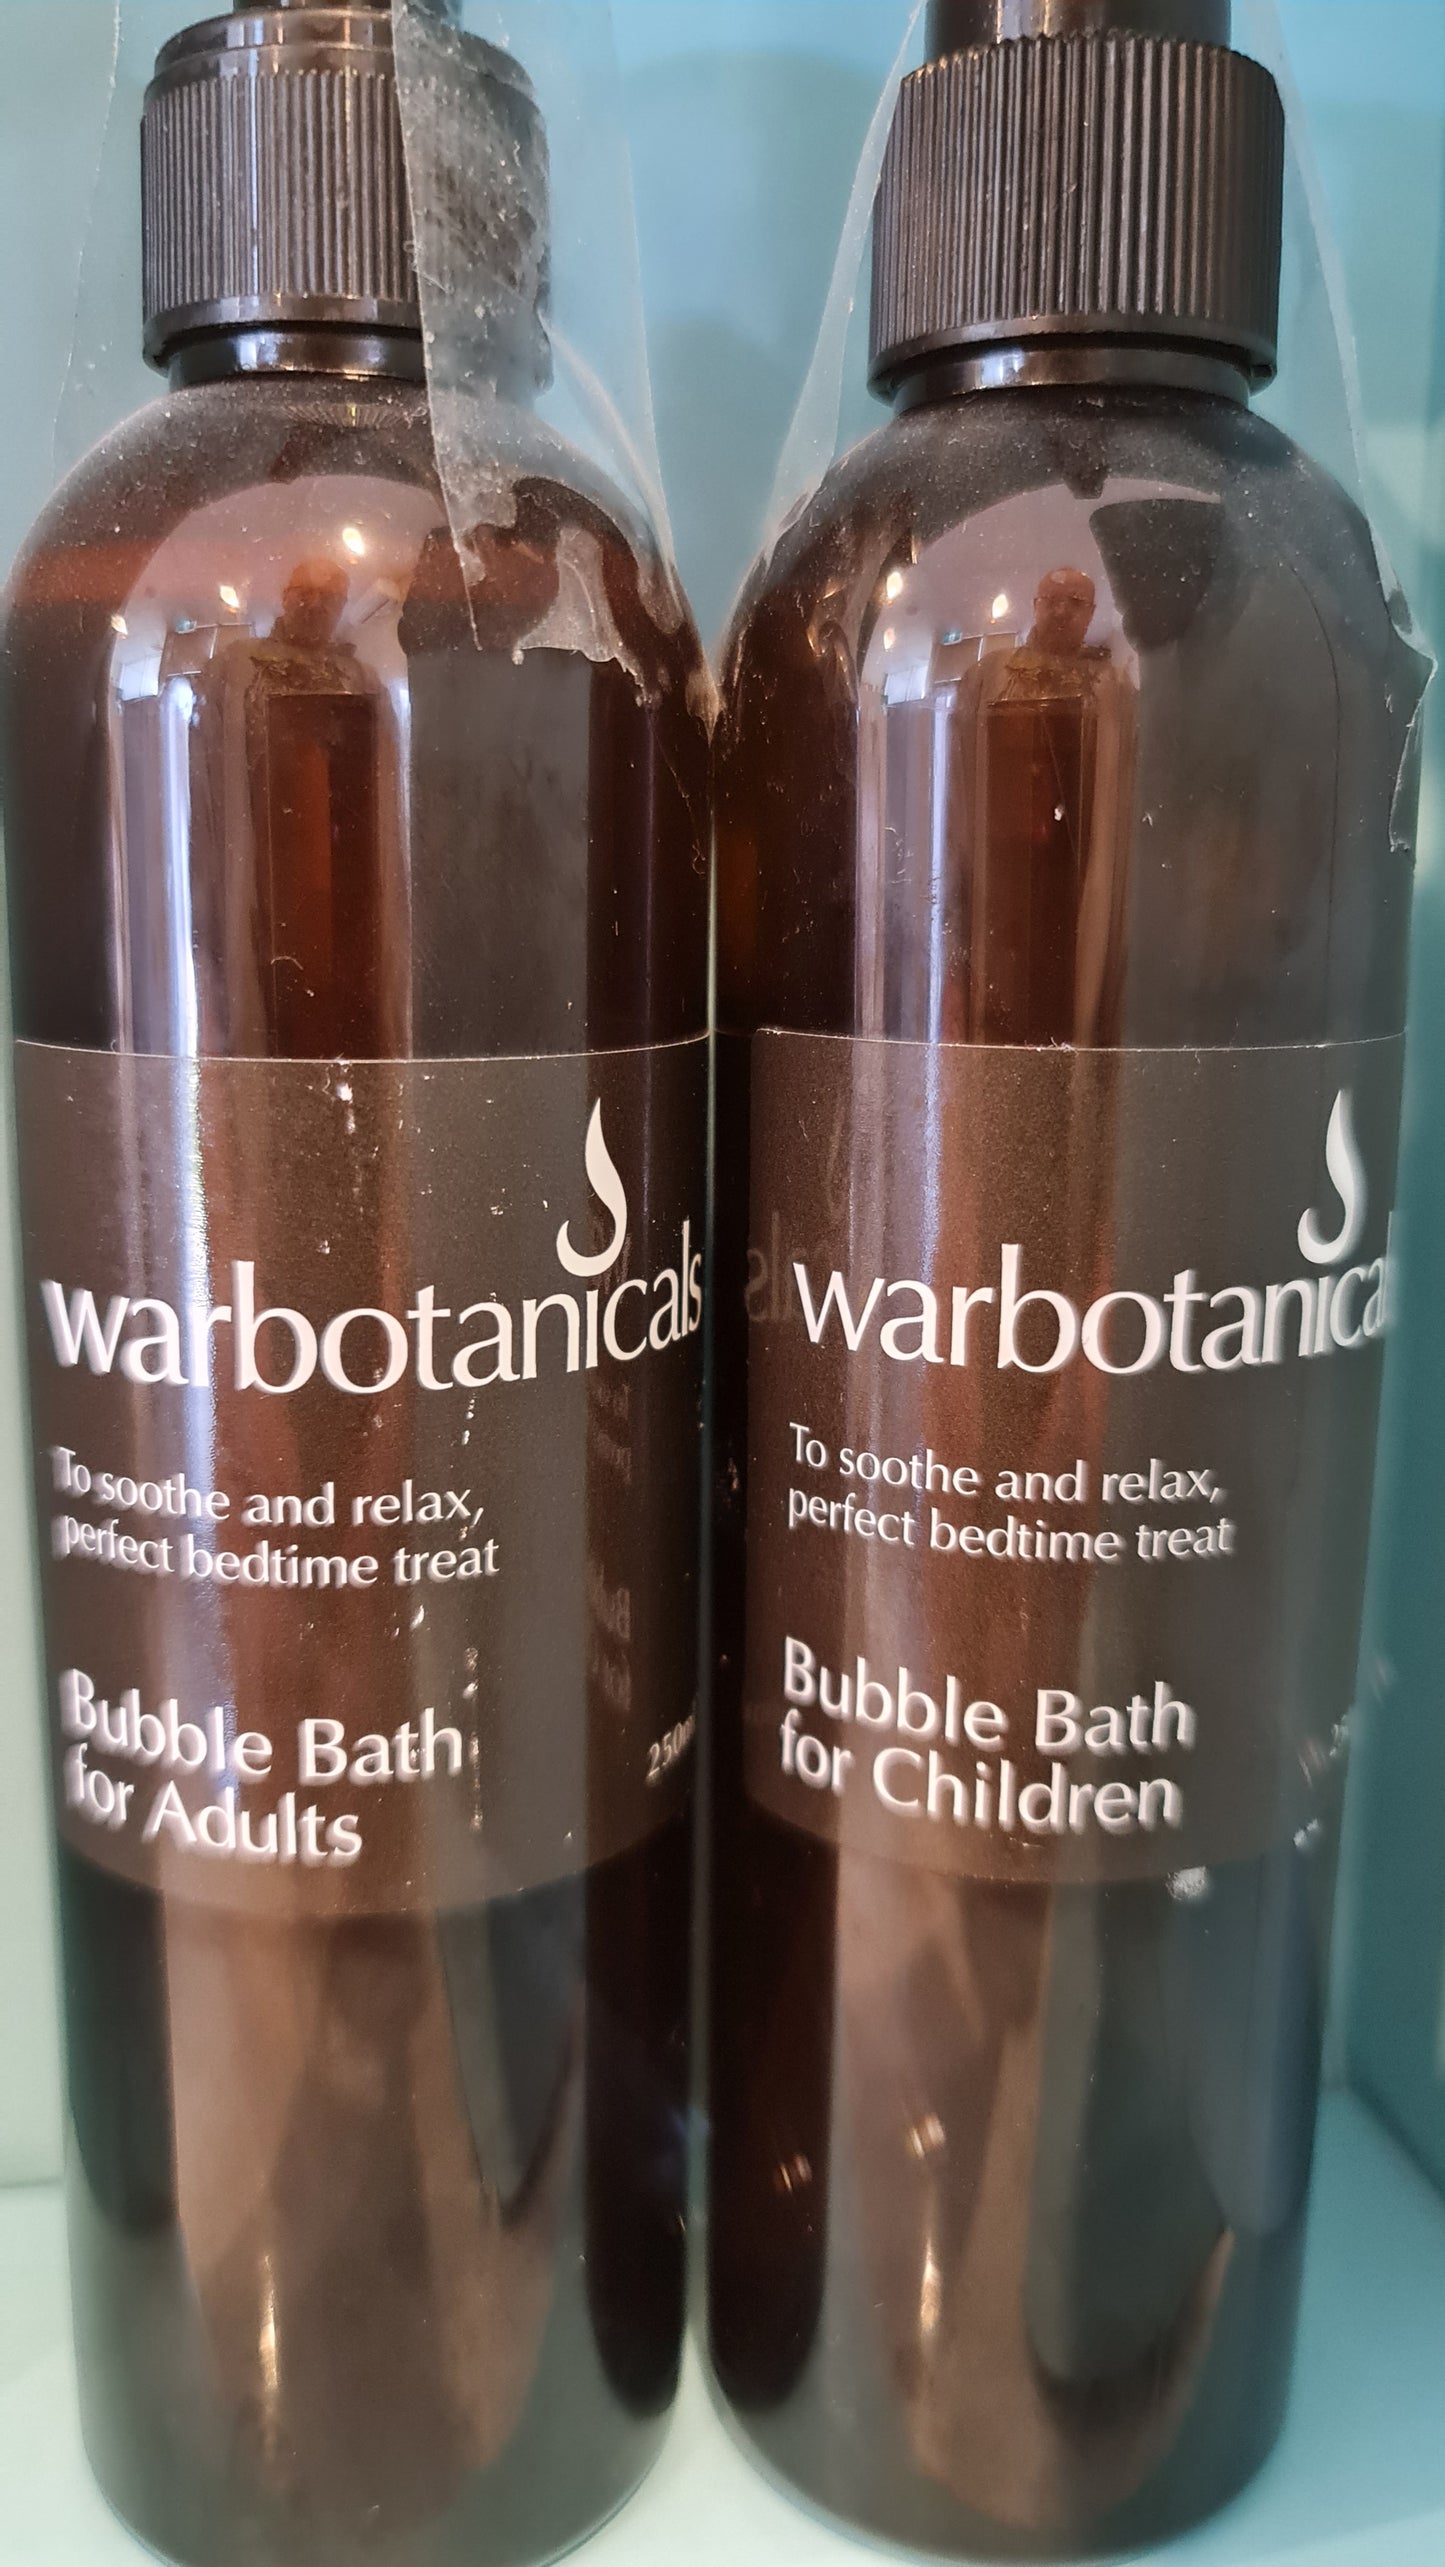 warbotanicals
To soothe and relax,
perfect bedtime treat
Bubble Bath
for Adults
warbotanical
To soothe and relax,
perfect bedtime treat
Bubble Bath
for Children